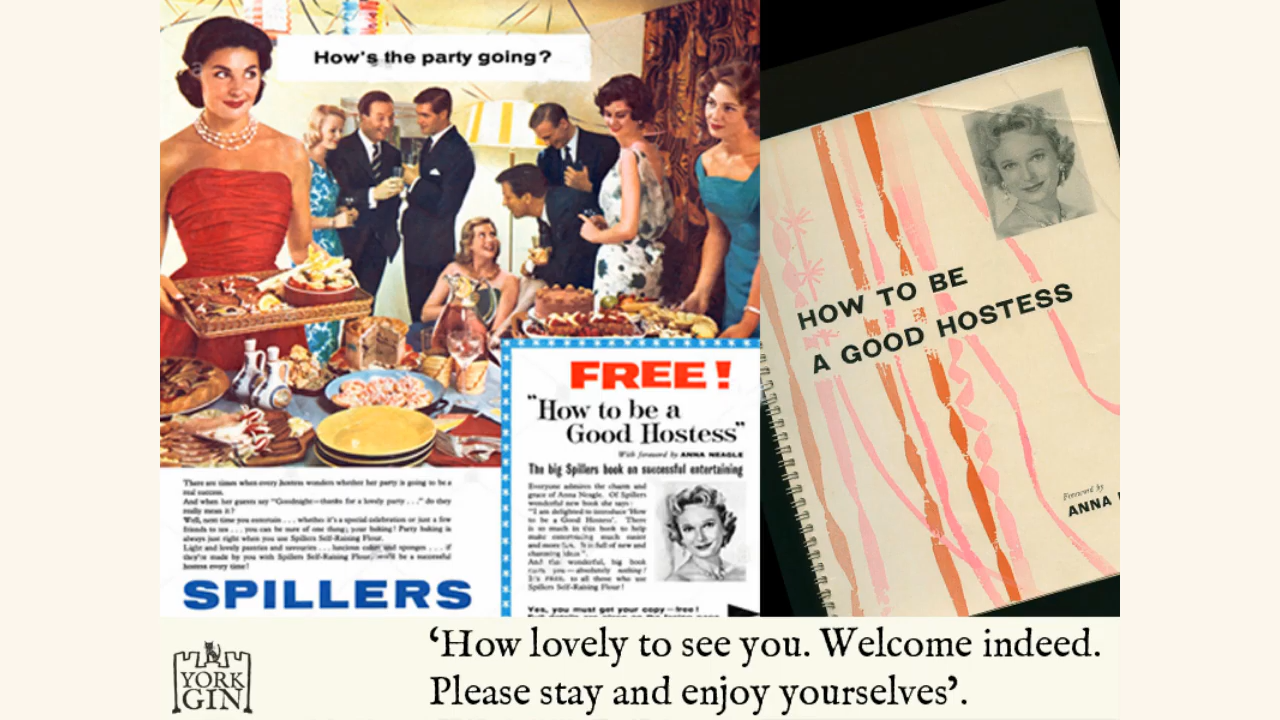 How's the party going?
There are times when every hostess wonders whether her party is going to be a
real success.
And when her guests say "Goodnight—thanks for a lovely party . . ." do they
really mean it?
Well, next time you entertain . . . whether it's a special celebration or just a few
friends to tea . . . you can be sure of one thing; your baking! Party baking is
always just right when you use Spillers Self-Raising Flour.
Light and lovely pastries and savouries . . . luscious cakes and sponges . . . if
they're made by you with Spillers Self-Raising Flour, you'll be a successful
hostess every time!
SPILLERS
FREE!
"How to be a
Good Hostess"
With foreword by ANNA NEAGLE
The big Spillers book on successful entertaining
Everyone admires the charm and
grace of Anna Neagle. Of Spillers
wonderful new book she says:
"I am delighted to introduce 'How
to be a Good Hostess'. There
is so much in this book to help
make entertaining much easier
and more fun. It is full of new and
charming ideas".
And this wonderful, big book
costs you—absolutely nothing!
It's FREE, to all those who use
Spillers Self-Raising Flour!
Yes, you must get your copy—free!
HOW TO BE
A GOOD HOSTESS
Foreword by
ANNA
YORK
GIN
‘How lovely to see you. Welcome indeed.
Please stay and enjoy yourselves’.